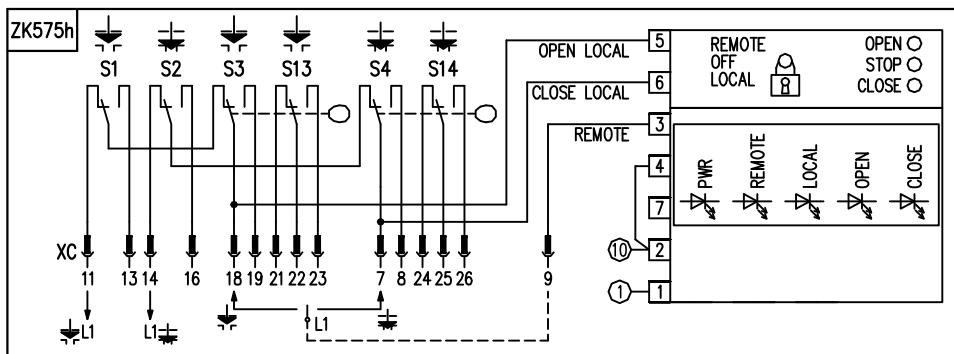 ZK575h
S1 S2 S3 S13 S4 S14
OPEN LOCAL
CLOSE LOCAL
REMOTE
5
6
3
4
7
2
1
10
1
REMOTE
OFF
LOCAL
OPEN
STOP
CLOSE
PWR
REMOTE
LOCAL
OPEN
CLOSE
XC
11 13 14 16 18 19 21 22 23 7 8 24 25 26 9
L1 L1 L1